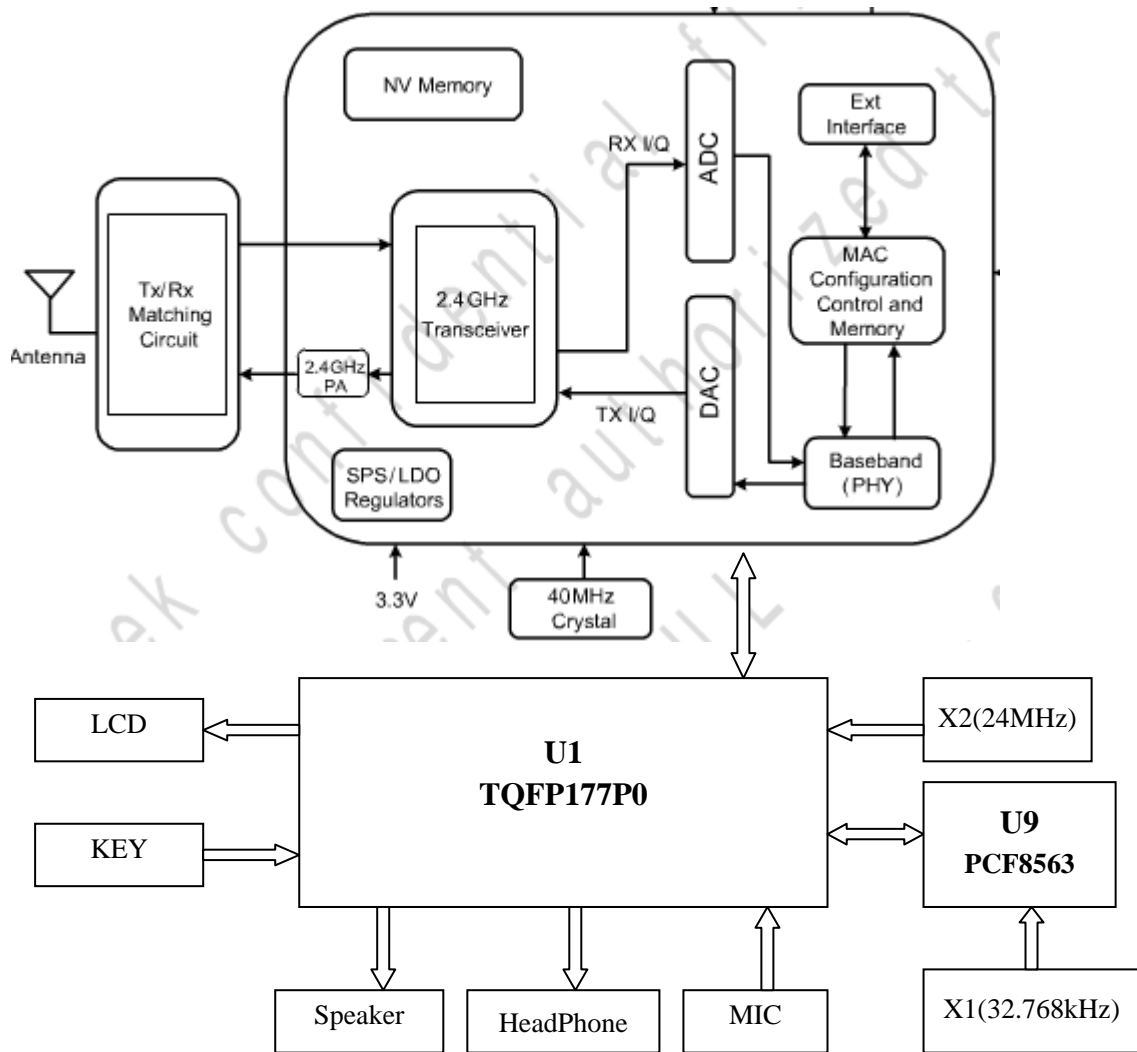 NV Memory
Ext
Interface
RX I/Q
ADC
Tx/Rx
Matching
Circuit
2.4GHz
Transceiver
MAC
Configuration
Control and
Memory
Antenna
2.4GHz
PA
TX I/Q
DAC
Baseband
(PHY)
SPS/LDO
Regulators
3.3V
40MHz
Crystal
LCD
U1
TQFP177P0
X2(24MHz)
KEY
U9
PCF8563
Speaker
HeadPhone
MIC
X1(32.768kHz)
confidential
authorized